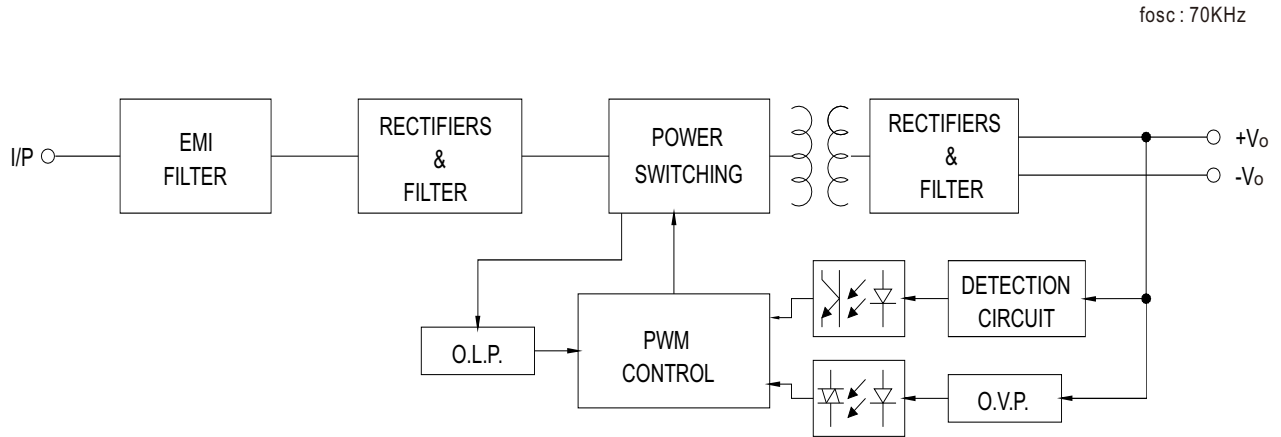 fosc : 70KHz
I/P
EMI
FILTER
RECTIFIERS
&
FILTER
POWER
SWITCHING
RECTIFIERS
&
FILTER
+Vo
-Vo
O.L.P.
PWM
CONTROL
DETECTION
CIRCUIT
O.V.P.